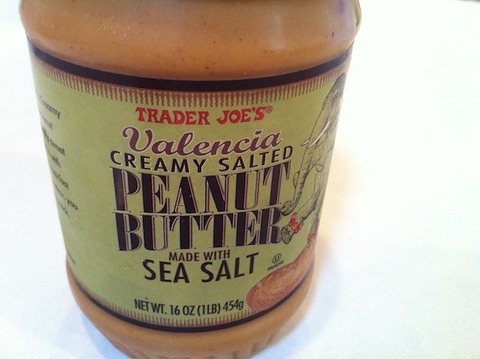 TRADER JOE'S®
Valencia
CREAMY SALTED
PEANUT
BUTTER
MADE WITH
SEA SALT
NET WT. 16 OZ (1LB) 454g